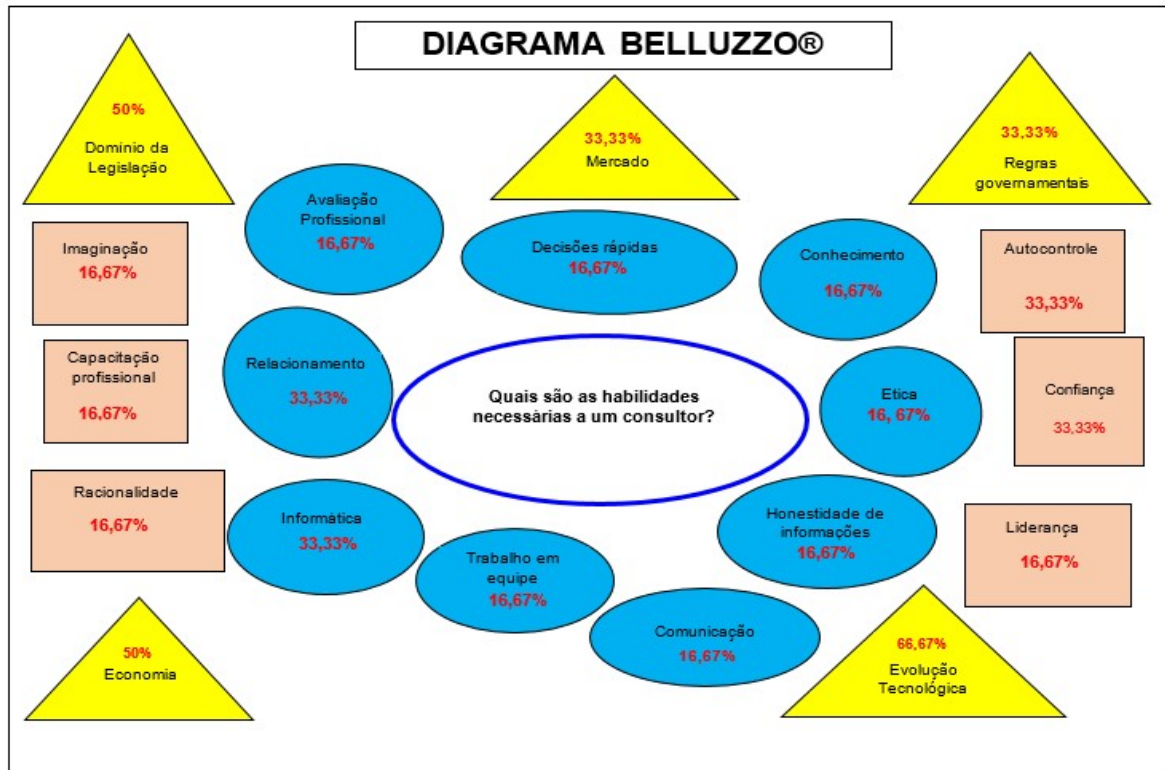 DIAGRAMA BELLUZZO®
50%
Domínio da
Legislação
33,33%
Mercado
33,33%
Regras
governamentais
Avaliação
Profissional
16,67%
Decisões rápidas
16,67%
Conhecimento
16,67%
Imaginação
16,67%
Autocontrole
33,33%
Capacitação
profissional
16,67%
Relacionamento
33,33%
Quais são as habilidades
necessárias a um consultor?
Etica
16, 67%
Confiança
33,33%
Racionalidade
16,67%
Informática
33,33%
Trabalho em
equipe
16,67%
Honestidade de
informações
16,67%
Liderança
16,67%
50%
Economia
Comunicação
16,67%
66,67%
Evolução
Tecnológica